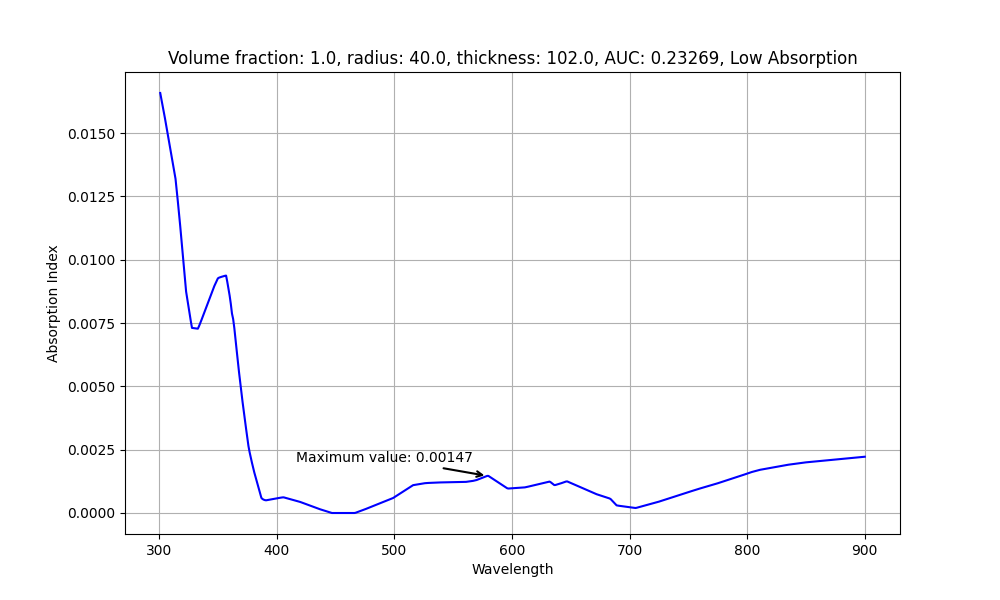 Volume fraction: 1.0, radius: 40.0, thickness: 102.0, AUC: 0.23269, Low Absorption
0.0150
0.0125
0.0100
0.0075
0.0050
0.0025
0.0000
Absorption Index
Maximum value: 0.00147
300 400 500 600 700 800 900
Wavelength